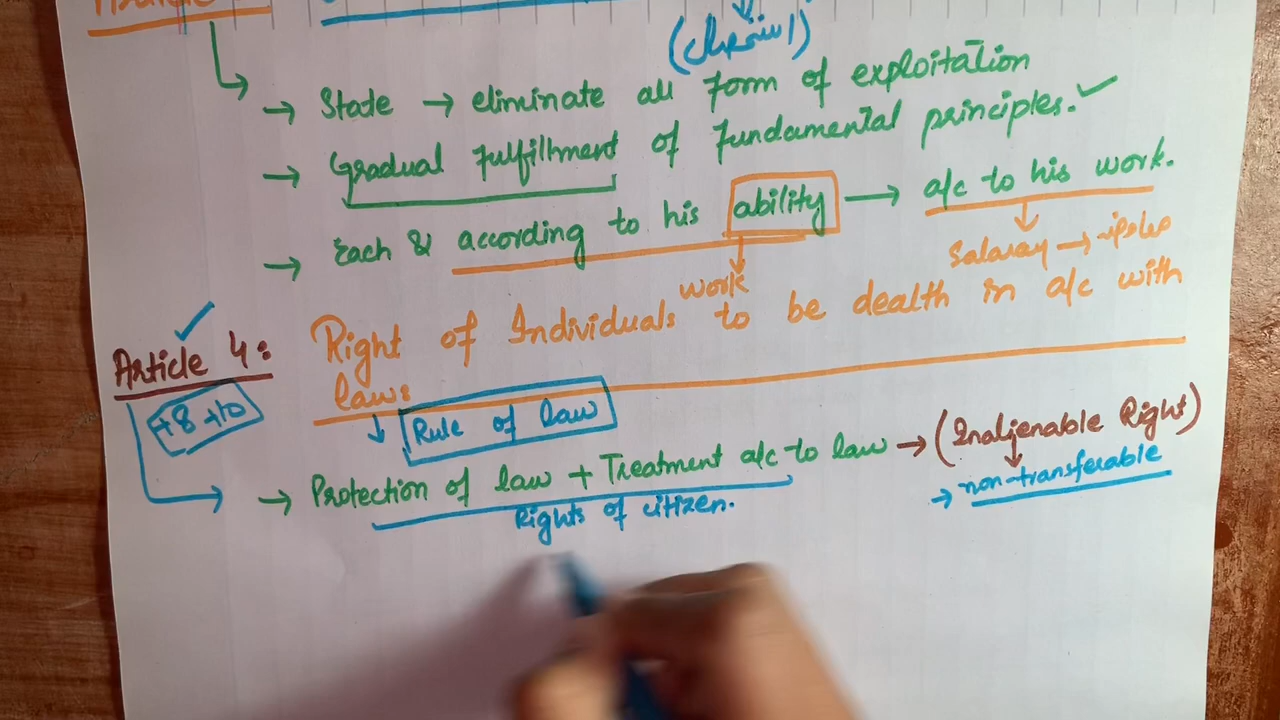 (استحصال)
→ State → eliminate all form of exploitation
→ Gradual fulfillment of fundamental principles. ✓
→ Each & according to his ability → a/c to his work.
work
Salaray →
Article 4: Right of Individuals to be dealth in a/c with
laws
+8 +10
Rule of law
→ Protection of law + Treatment a/c to law → (Inalienable Right)
→ non-transferable
Rights of citizen.